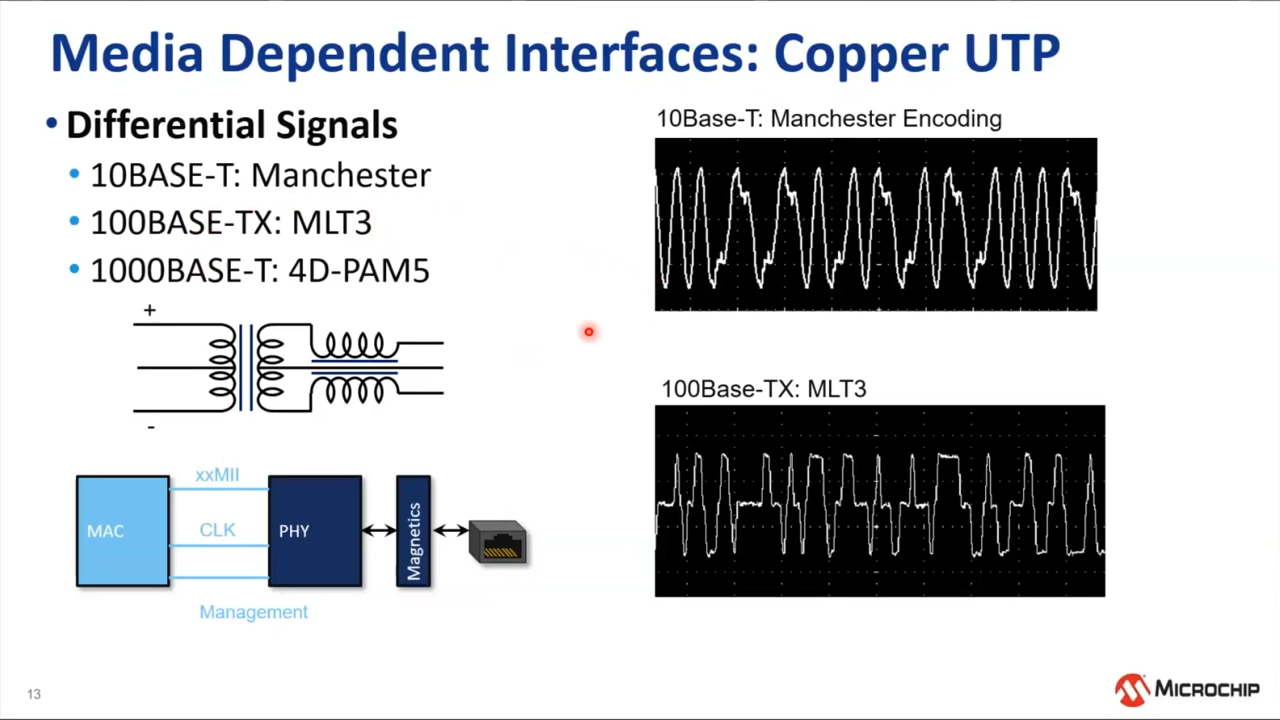 Media Dependent Interfaces: Copper UTP
• Differential Signals
• 10BASE-T: Manchester
• 100BASE-TX: MLT3
• 1000BASE-T: 4D-PAM5
+
-
xxMII
MAC
CLK
PHY
Magnetics
Management
10Base-T: Manchester Encoding
100Base-TX: MLT3
13
MICROCHIP